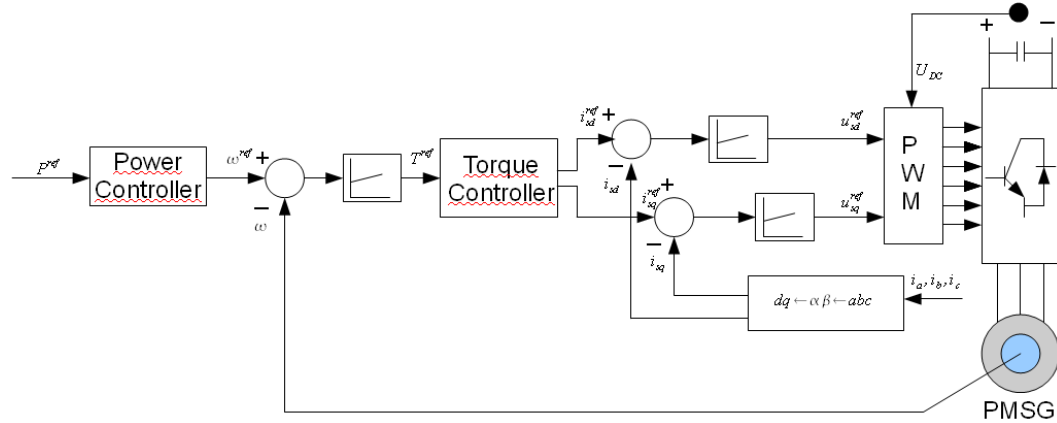 P^ref
Power
Controller
ω^ref +
−
ω
T^ref
Torque
Controller
i_sd^ref +
−
i_sd
i_sq^ref +
−
i_sq
u_sd^ref
u_sq^ref
U_DC
P
W
M
+ −
dq←αβ←abc
i_a, i_b, i_c
PMSG